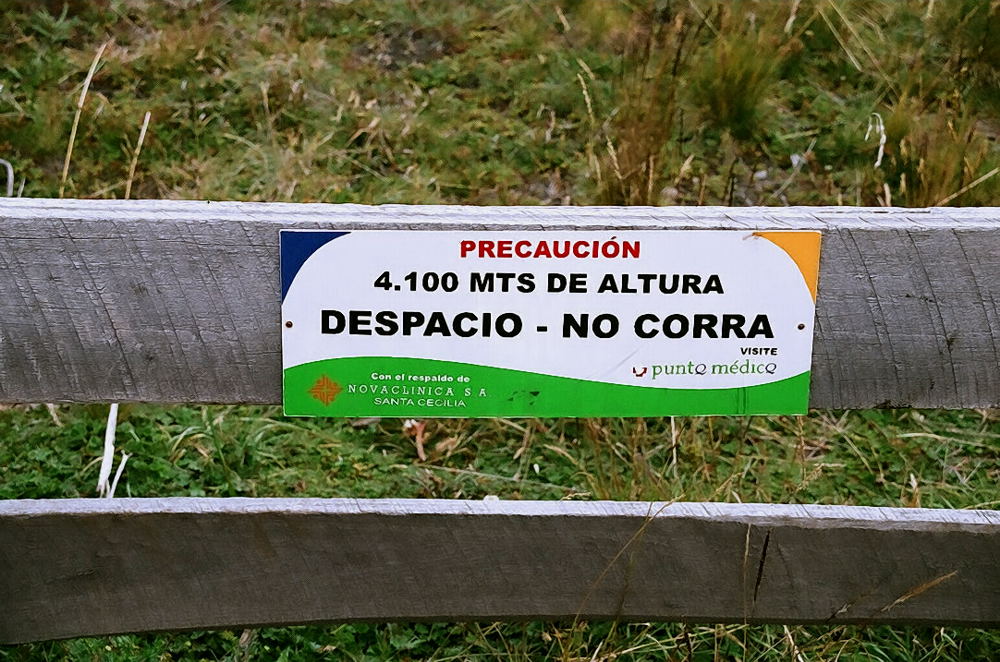 PRECAUCIÓN
4.100 MTS DE ALTURA
DESPACIO - NO CORRA
VISITE
punto médico
Con el respaldo de
NOVACLINICA S A
SANTA CECILIA